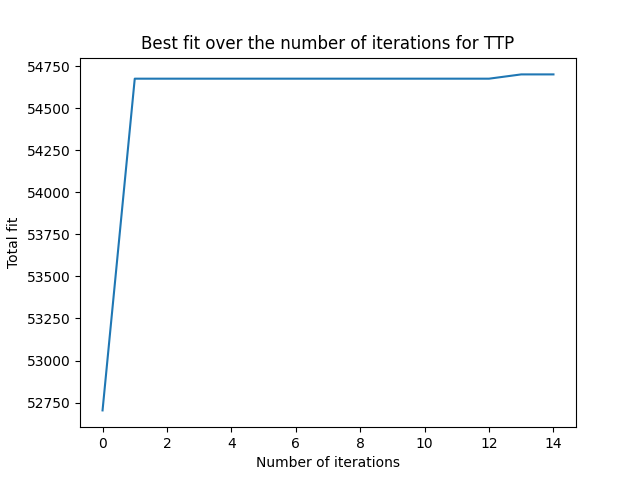 Best fit over the number of iterations for TTP
54750
54500
54250
54000
53750
53500
53250
53000
52750
Total fit
0 2 4 6 8 10 12 14
Number of iterations